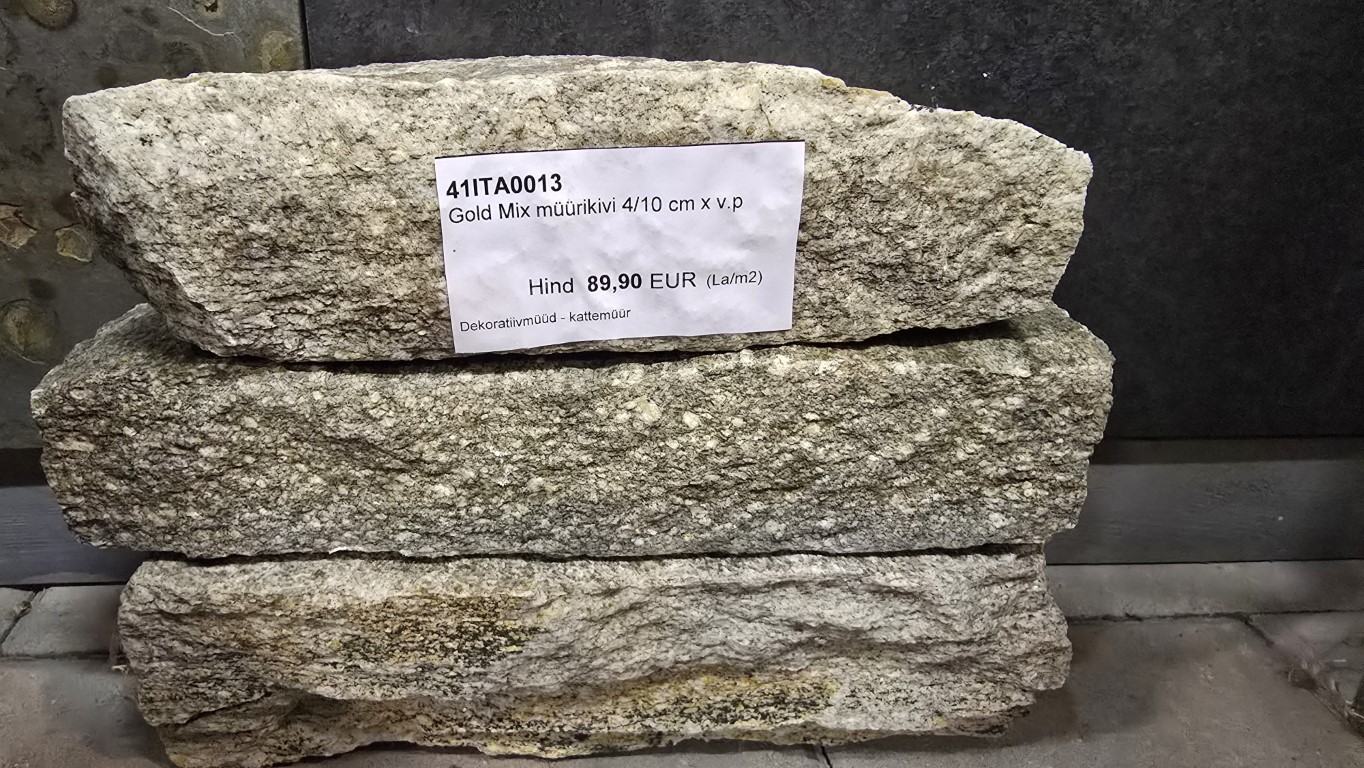 41ITA0013
Gold Mix müürikivi 4/10 cm x v.p
Hind 89,90 EUR (La/m2)
Dekoratiivmüüd - kattemüür